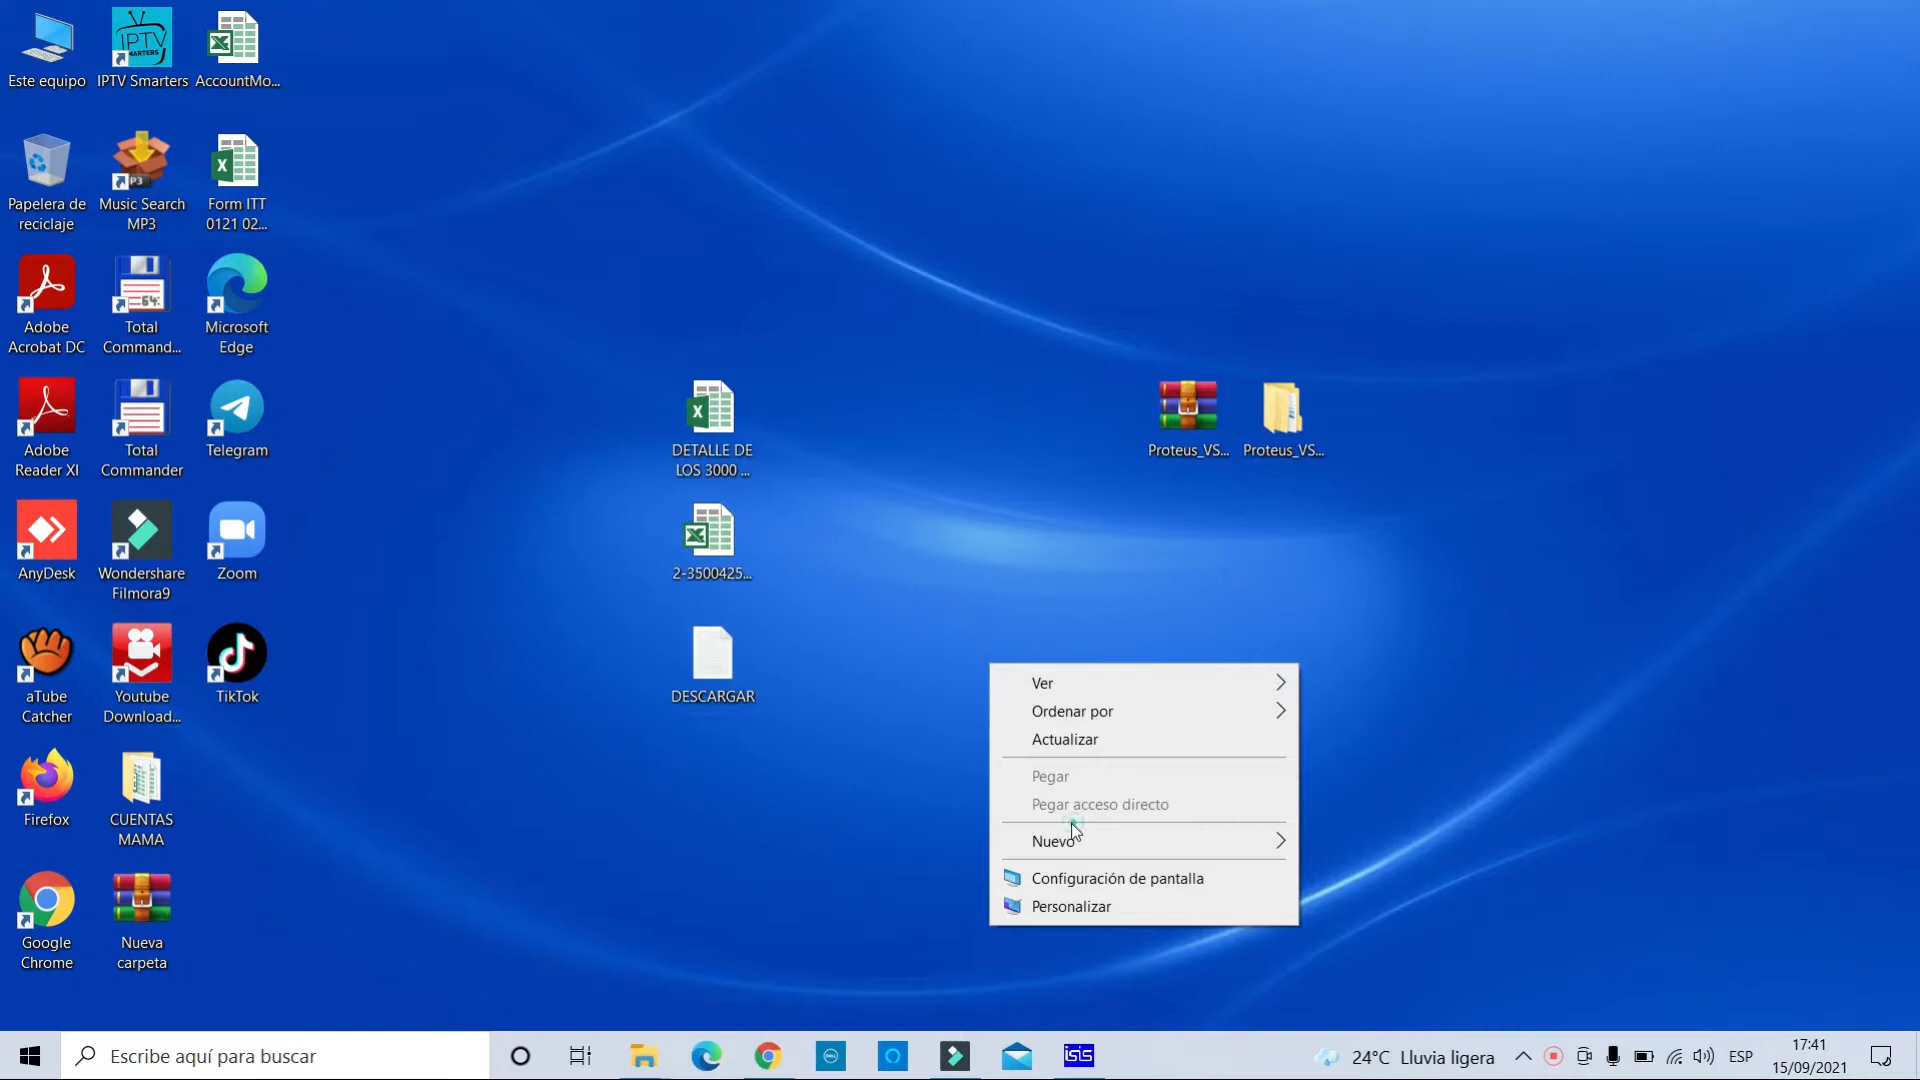 Este equipo
IPTV Smarters
AccountMo...
Papelera de
reciclaje
Music Search
MP3
Form ITT
0121 02...
Adobe
Acrobat DC
Total
Command...
Microsoft
Edge
Adobe
Reader XI
Total
Commander
Telegram
AnyDesk
Wondershare
Filmora9
Zoom
aTube
Catcher
Youtube
Download...
TikTok
Firefox
CUENTAS
MAMA
Google
Chrome
Nueva
carpeta
DETALLE DE
LOS 3000 ...
2-3500425...
DESCARGAR
Proteus_VS...
Proteus_VS...
Ver
Ordenar por
Actualizar
Pegar
Pegar acceso directo
Nuevo
Configuración de pantalla
Personalizar
Escribe aquí para buscar
isis
24°C Lluvia ligera
ESP
17:41
15/09/2021